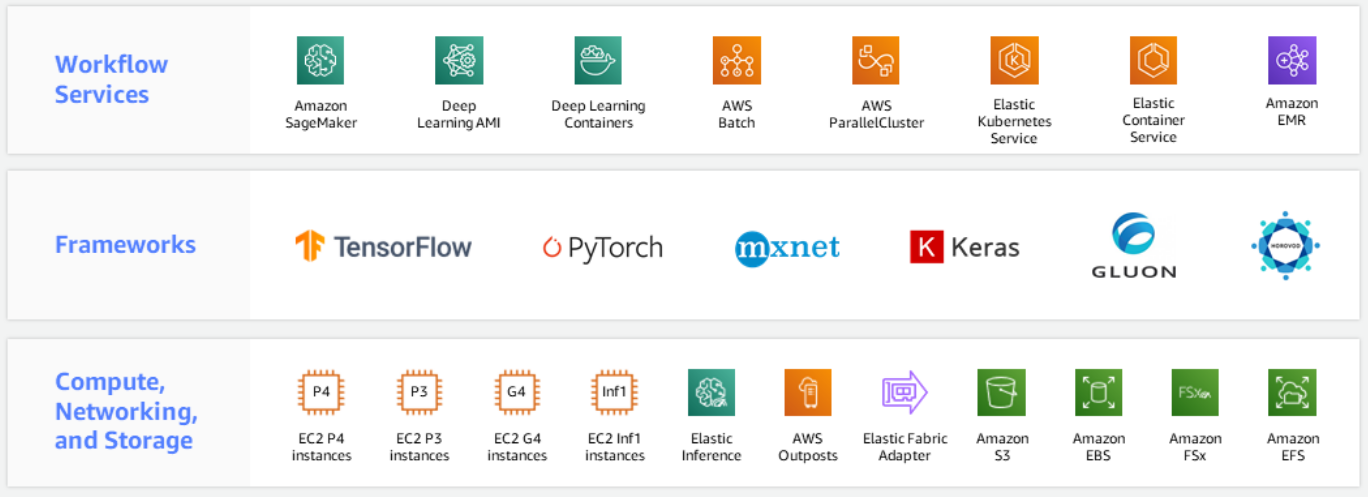 Workflow
Services
Amazon
SageMaker
Deep
Learning AMI
Deep Learning
Containers
AWS
Batch
AWS
ParallelCluster
K
Elastic
Kubernetes
Service
Elastic
Container
Service
Amazon
EMR
Frameworks
TensorFlow
PyTorch
mxnet
K Keras
GLUON
HOROVOD
Compute,
Networking,
and Storage
P4
EC2 P4
instances
P3
EC2 P3
instances
G4
EC2 G4
instances
Inf1
EC2 Inf1
instances
Elastic
Inference
AWS
Outposts
Elastic Fabric
Adapter
Amazon
S3
Amazon
EBS
FSx
Amazon
FSx
Amazon
EFS